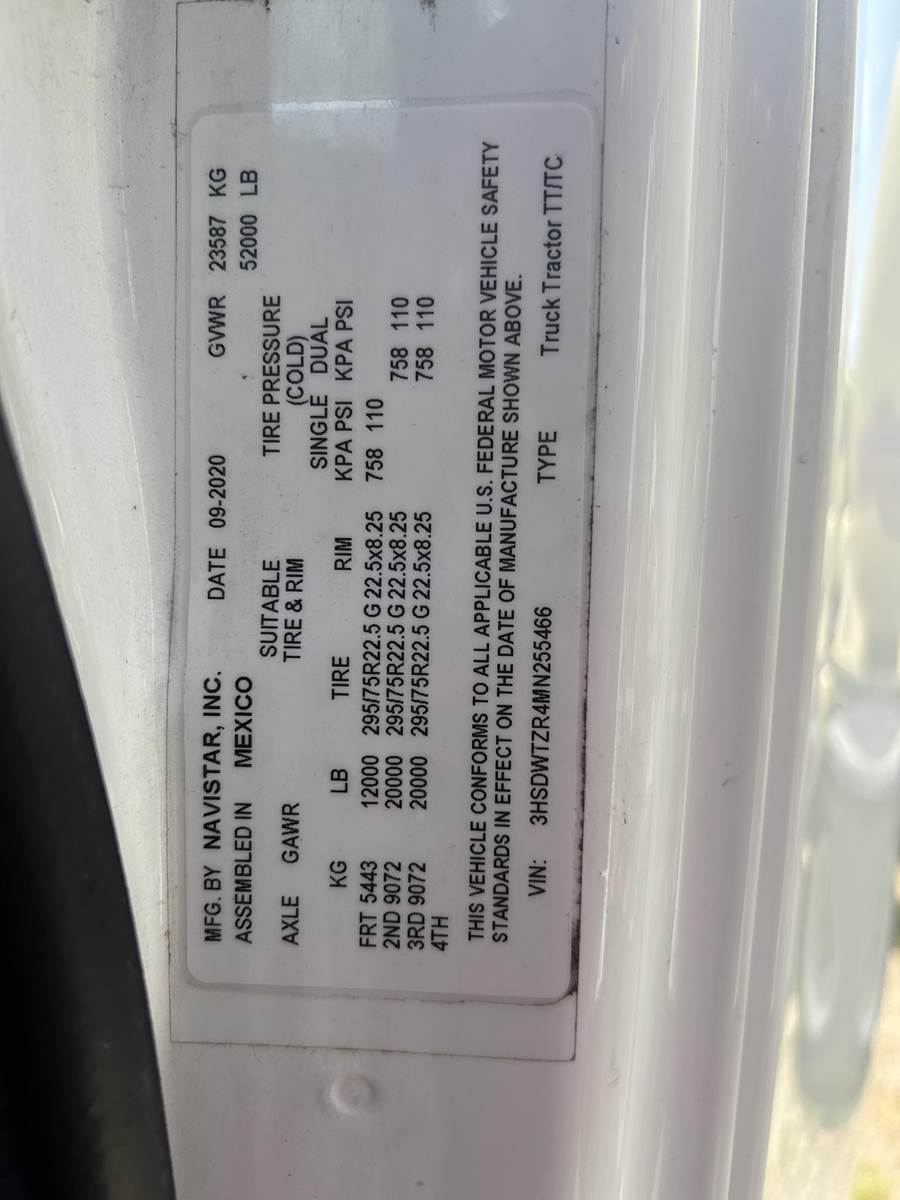 MFG. BY NAVISTAR, INC. DATE 09-2020 GVWR 23587 KG
ASSEMBLED IN MEXICO 52000 LB
SUITABLE TIRE PRESSURE
AXLE GAWR TIRE & RIM (COLD)
SINGLE DUAL
KG LB TIRE RIM KPA PSI KPA PSI
FRT 5443 12000 295/75R22.5 G 22.5x8.25 758 110
2ND 9072 20000 295/75R22.5 G 22.5x8.25 758 110
3RD 9072 20000 295/75R22.5 G 22.5x8.25 758 110
4TH
THIS VEHICLE CONFORMS TO ALL APPLICABLE U.S. FEDERAL MOTOR VEHICLE SAFETY
STANDARDS IN EFFECT ON THE DATE OF MANUFACTURE SHOWN ABOVE.
VIN: 3HSDWTZR4MN255466 TYPE Truck Tractor TT/TC